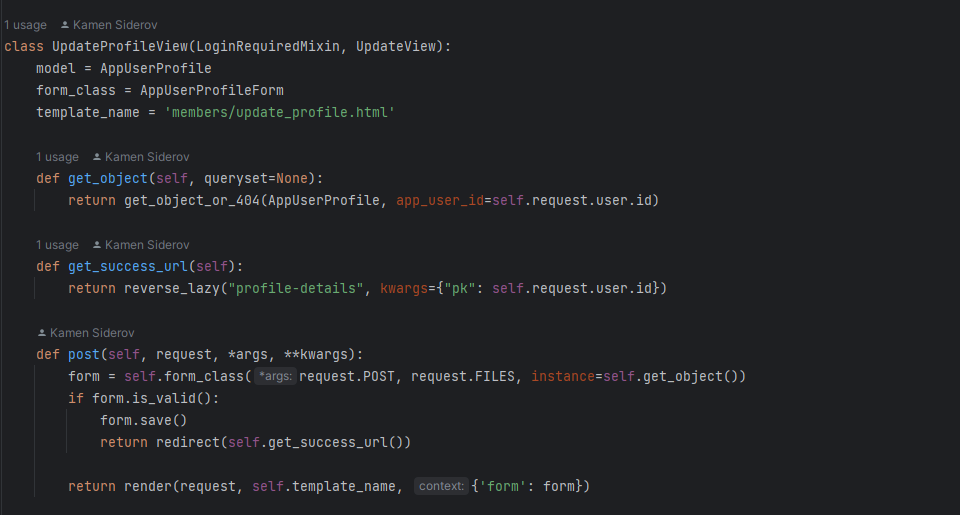 1 usage Kamen Siderov
class UpdateProfileView(LoginRequiredMixin, UpdateView):
    model = AppUserProfile
    form_class = AppUserProfileForm
    template_name = 'members/update_profile.html'
    1 usage Kamen Siderov
    def get_object(self, queryset=None):
        return get_object_or_404(AppUserProfile, app_user_id=self.request.user.id)
    1 usage Kamen Siderov
    def get_success_url(self):
        return reverse_lazy("profile-details", kwargs={"pk": self.request.user.id})
    Kamen Siderov
    def post(self, request, *args, **kwargs):
        form = self.form_class( *args: request.POST, request.FILES, instance=self.get_object())
        if form.is_valid():
            form.save()
            return redirect(self.get_success_url())
        return render(request, self.template_name, context: {'form': form})